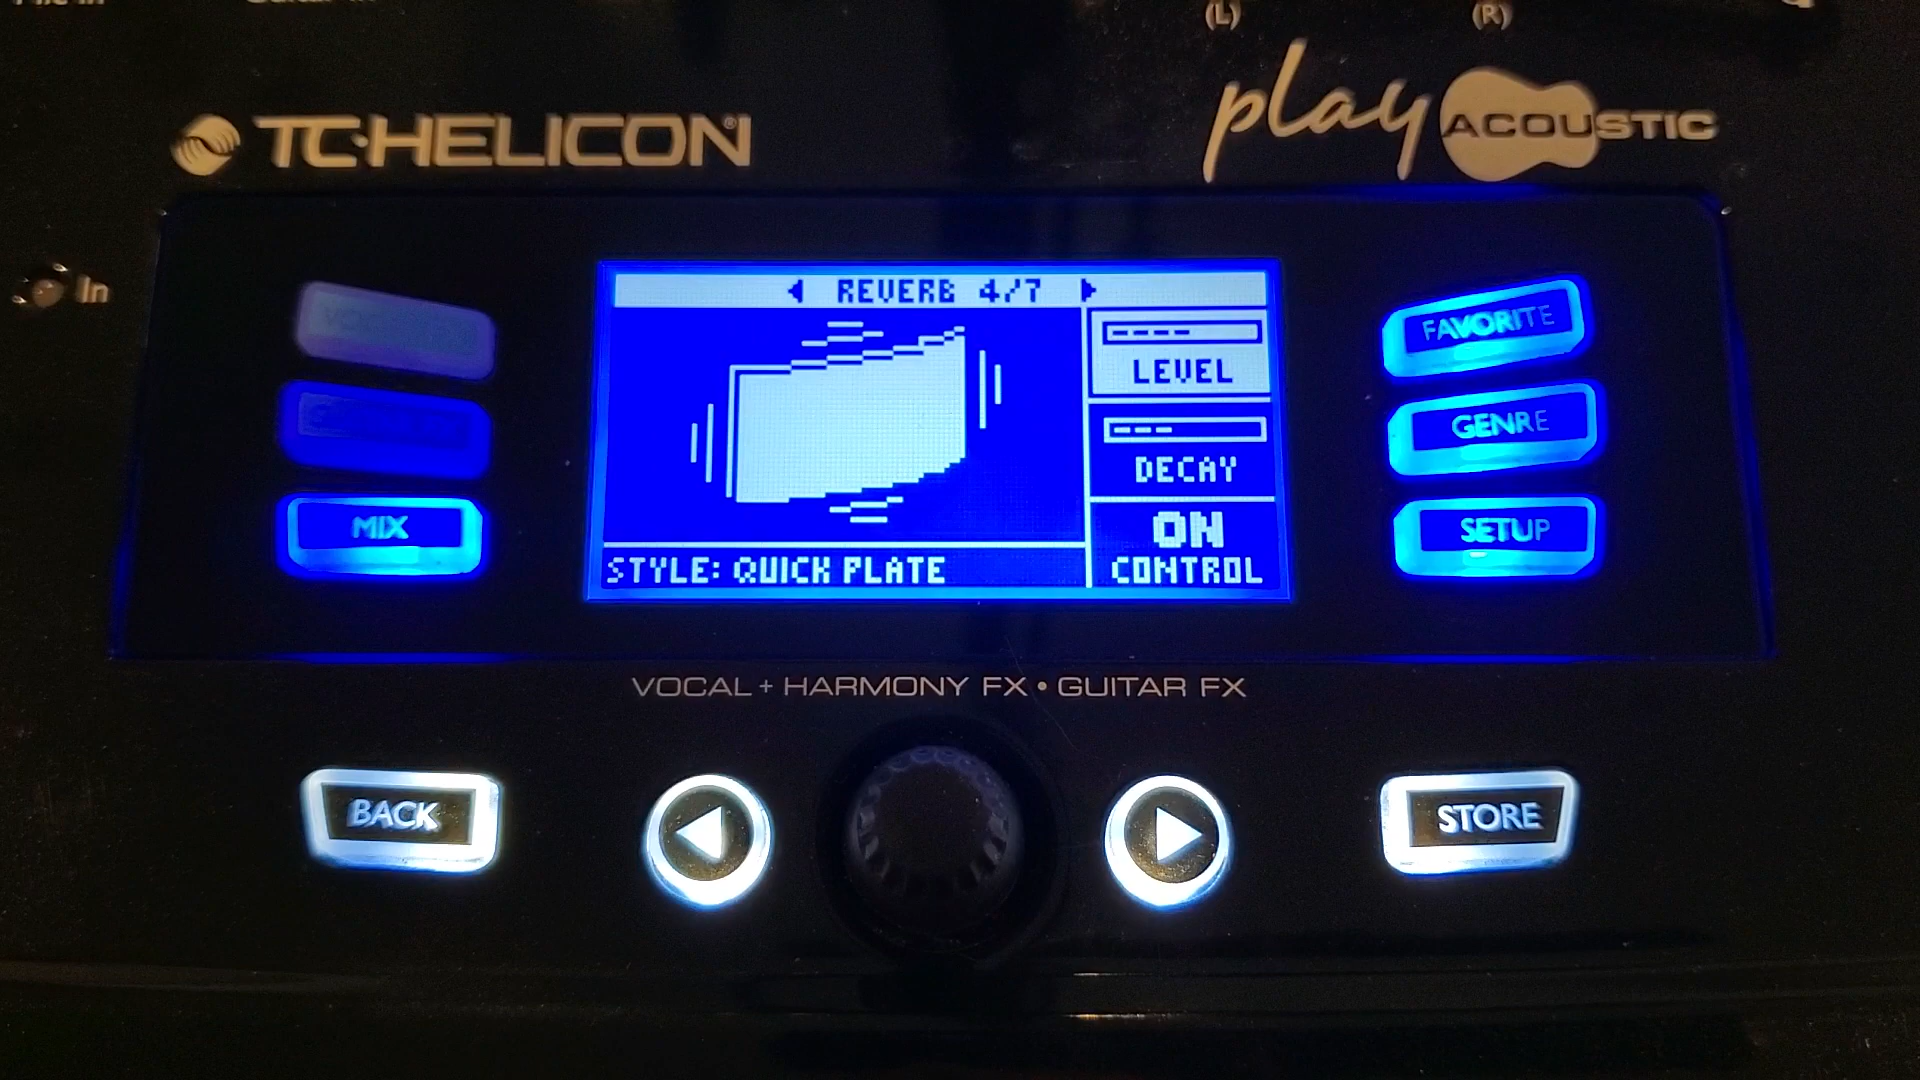 (L) (R)
TC·HELICON®
play ACOUSTIC
In
REVERB 4/7
LEVEL
DECAY
ON
CONTROL
STYLE: QUICK PLATE
MIX
FAVORITE
GENRE
SETUP
VOCAL + HARMONY FX • GUITAR FX
BACK
STORE